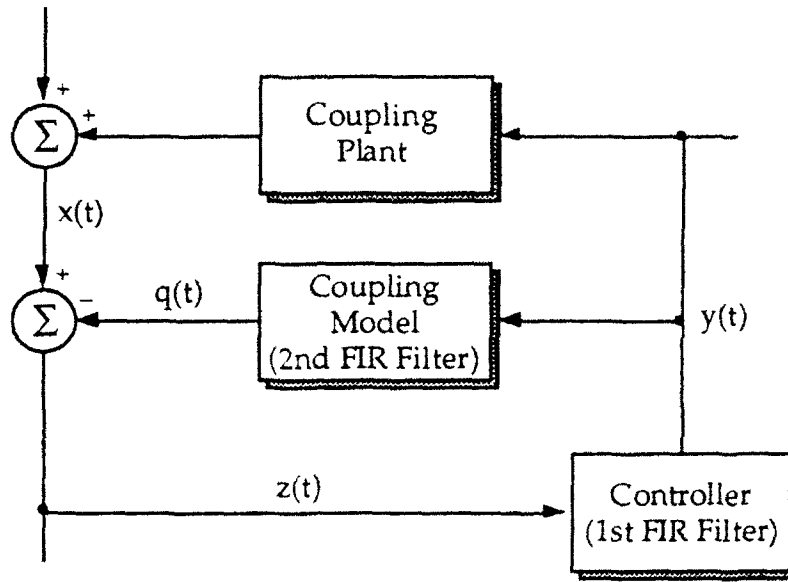 +
+
Σ
Coupling
Plant
x(t)
+
−
Σ
q(t)
Coupling
Model
(2nd FIR Filter)
y(t)
z(t)
Controller
(1st FIR Filter)